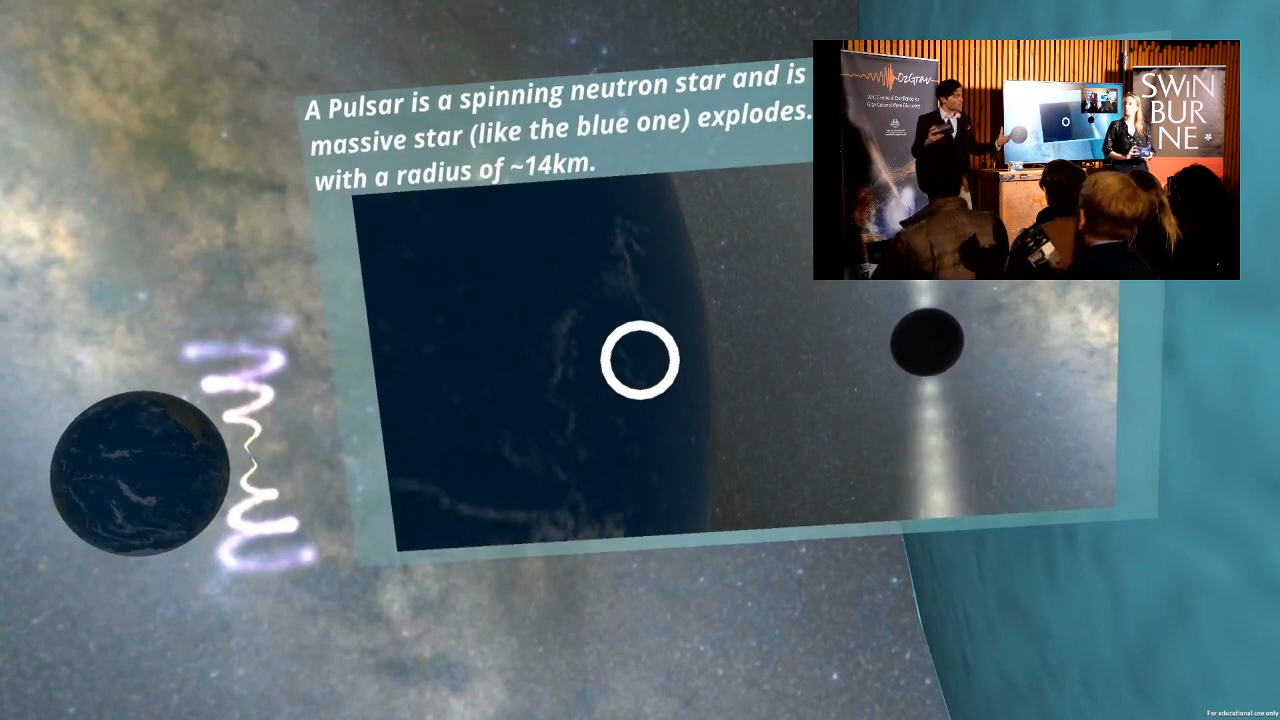 A Pulsar is a spinning neutron star and is
massive star (like the blue one) explodes.
with a radius of ~14km.
OzGrav
SWiN
BUR
NE
For educational use only